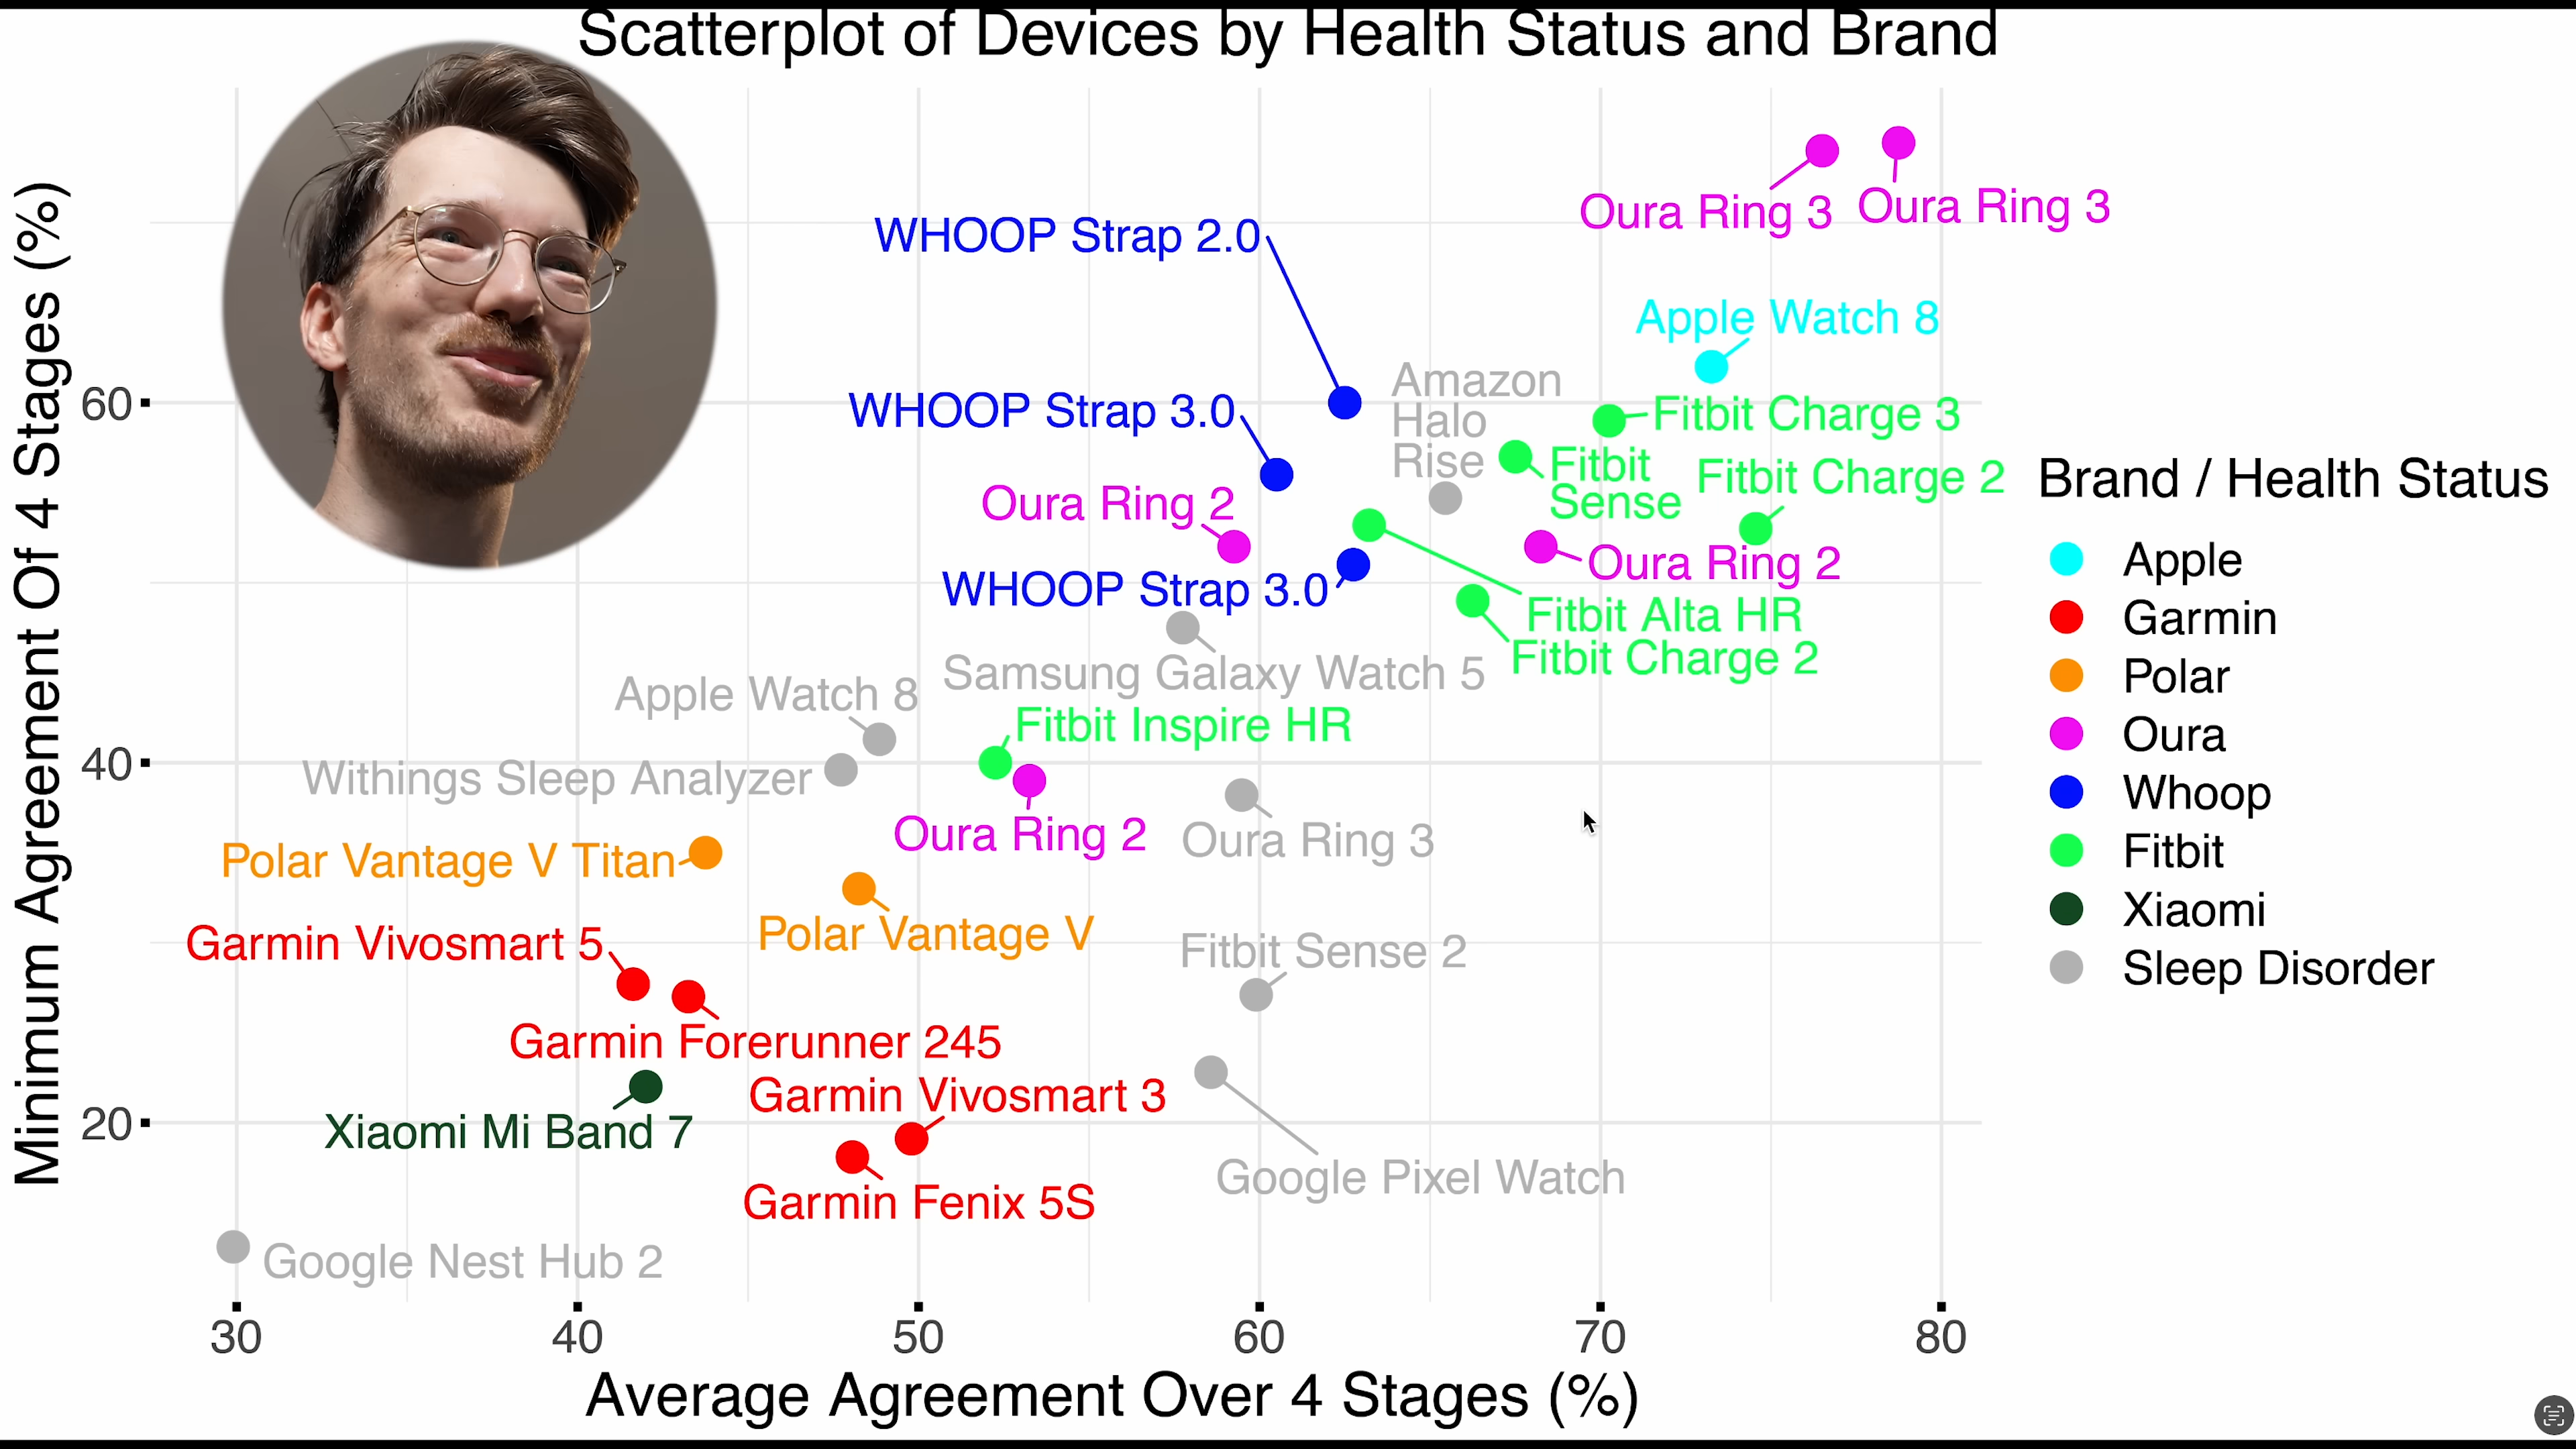 Scatterplot of Devices by Health Status and Brand
Minimum Agreement Of 4 Stages (%)
60
40
20
Oura Ring 3
Oura Ring 3
WHOOP Strap 2.0
Apple Watch 8
Amazon
Halo
Rise
WHOOP Strap 3.0
Fitbit Charge 3
Fitbit
Sense
Fitbit Charge 2
Oura Ring 2
Oura Ring 2
WHOOP Strap 3.0
Fitbit Alta HR
Fitbit Charge 2
Samsung Galaxy Watch 5
Apple Watch 8
Fitbit Inspire HR
Withings Sleep Analyzer
Oura Ring 2
Oura Ring 3
Polar Vantage V Titan
Polar Vantage V
Garmin Vivosmart 5
Fitbit Sense 2
Garmin Forerunner 245
Garmin Vivosmart 3
Xiaomi Mi Band 7
Google Pixel Watch
Garmin Fenix 5S
Google Nest Hub 2
30
40
50
60
70
80
Average Agreement Over 4 Stages (%)
Brand / Health Status
Apple
Garmin
Polar
Oura
Whoop
Fitbit
Xiaomi
Sleep Disorder